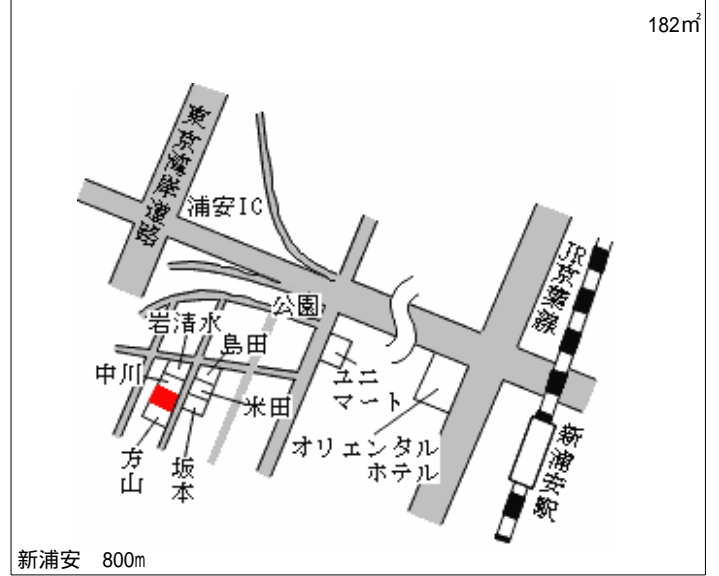 182㎡
東京湾岸道路
浦安IC
JR京葉線
公園
岩清水
島田
中川
ユニ
マート
米田
オリエンタル
ホテル
方山
坂本
新浦安駅
新浦安　800m